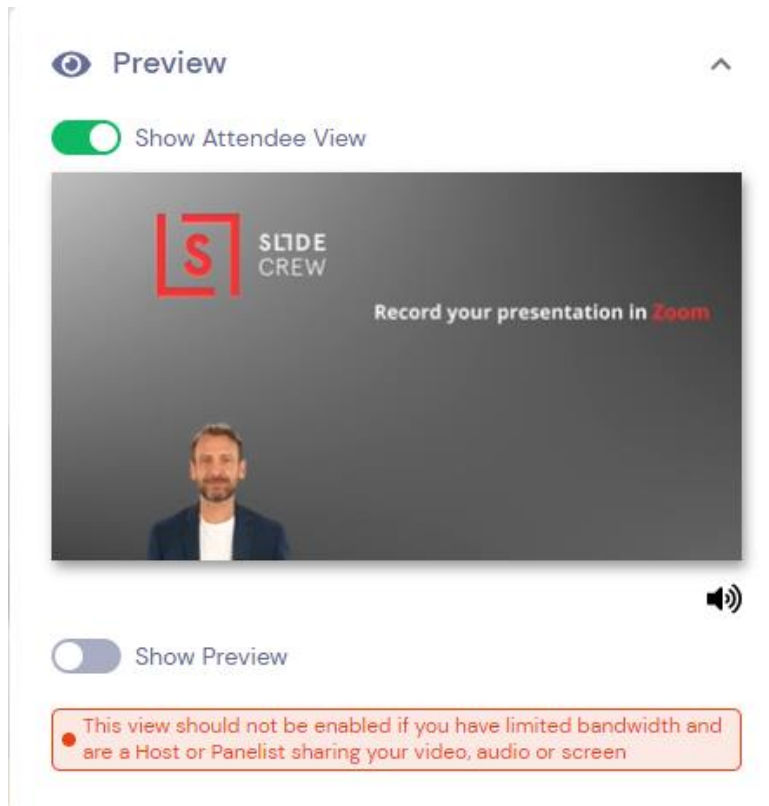 Preview
Show Attendee View
S
SLIDE
CREW
Record your presentation in Zoom
Show Preview
This view should not be enabled if you have limited bandwidth and
are a Host or Panelist sharing your video, audio or screen